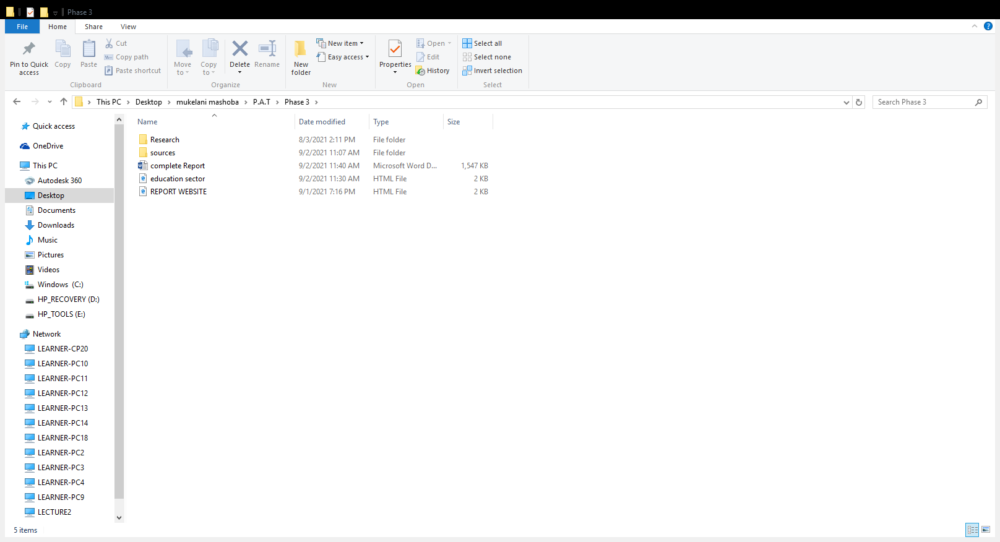 Phase 3
File Home Share View
Pin to Quick access
Copy
Paste
Cut
Copy path
Paste shortcut
Clipboard
Move to
Copy to
Delete
Rename
Organize
New folder
New item
Easy access
New
Properties
Open
Edit
History
Open
Select all
Select none
Invert selection
Select
This PC Desktop mukelani mashoba P.A.T Phase 3
Search Phase 3
Quick access
OneDrive
This PC
Autodesk 360
Desktop
Documents
Downloads
Music
Pictures
Videos
Windows (C:)
HP_RECOVERY (D:)
HP_TOOLS (E:)
Network
LEARNER-CP20
LEARNER-PC10
LEARNER-PC11
LEARNER-PC12
LEARNER-PC13
LEARNER-PC14
LEARNER-PC18
LEARNER-PC2
LEARNER-PC3
LEARNER-PC4
LEARNER-PC9
LECTURE2
Name Date modified Type Size
Research 8/3/2021 2:11 PM File folder
sources 9/2/2021 11:07 AM File folder
complete Report 9/2/2021 11:40 AM Microsoft Word D... 1,547 KB
education sector 9/2/2021 11:30 AM HTML File 2 KB
REPORT WEBSITE 9/1/2021 7:16 PM HTML File 2 KB
5 items